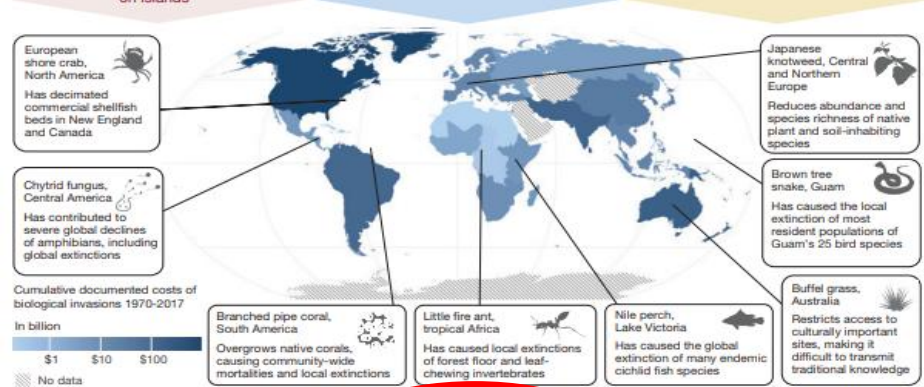 on islands
European
shore crab,
North America
Has decimated
commercial shellfish
beds in New England
and Canada
Chytrid fungus,
Central America
Has contributed to
severe global declines
of amphibians, including
global extinctions
Cumulative documented costs of
biological invasions 1970-2017
In billion
$1 $10 $100
No data
Branched pipe coral,
South America
Overgrows native corals,
causing community-wide
mortalities and local extinctions
Little fire ant,
tropical Africa
Has caused local extinctions
of forest floor and leaf-
chewing invertebrates
Nile perch,
Lake Victoria
Has caused the global
extinction of many endemic
cichlid fish species
Japanese
knotweed, Central
and Northern
Europe
Reduces abundance and
species richness of native
plant and soil-inhabiting
species
Brown tree
snake, Guam
Has caused the local
extinction of most
resident populations of
Guam's 25 bird species
Buffel grass,
Australia
Restricts access to
culturally important
sites, making it
difficult to transmit
traditional knowledge